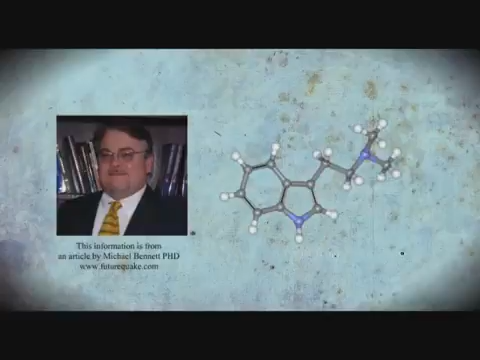 This information is from
an article by Michael Bennett PHD
www.futurequake.com